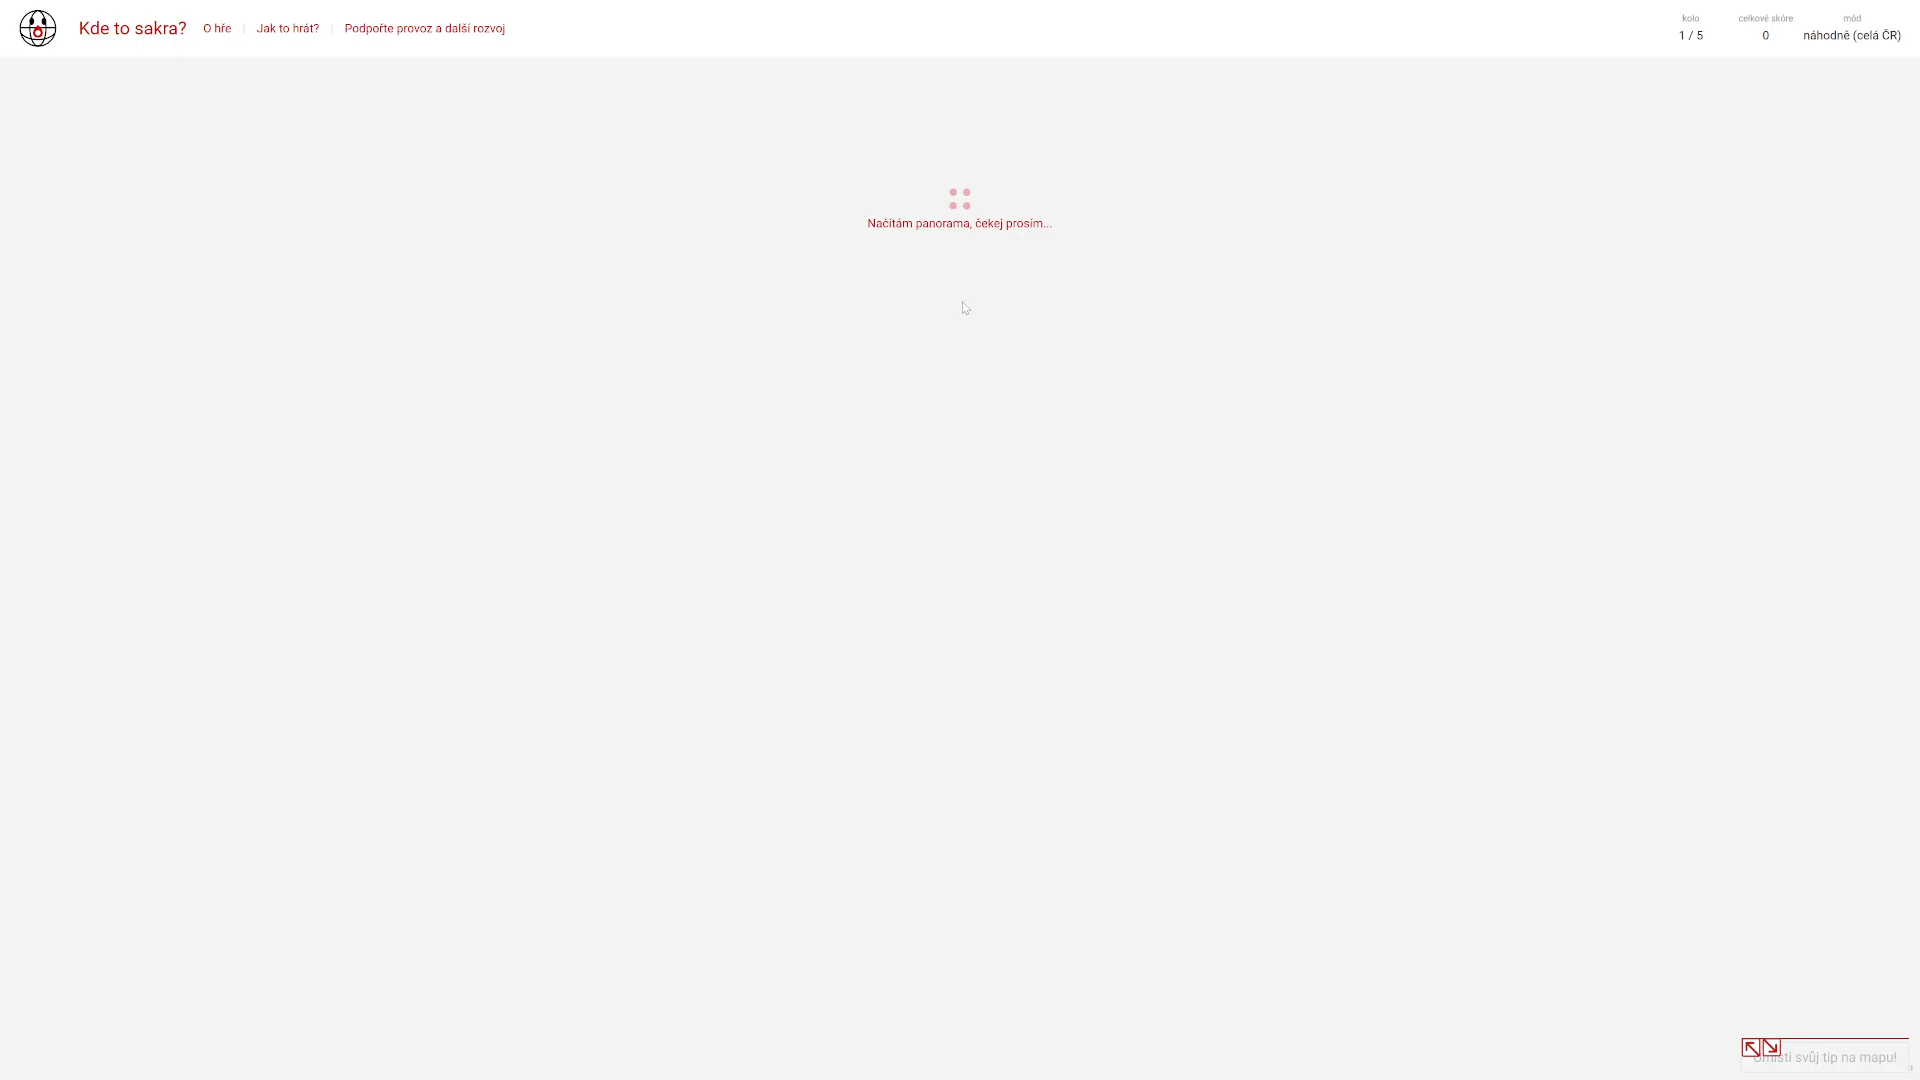 Kde to sakra?
O hře
Jak to hrát?
Podpořte provoz a další rozvoj
kolo
1 / 5
celkové skóre
0
mód
náhodně (celá ČR)
Načítám panorama, čekej prosím...
Umísti svůj tip na mapu!